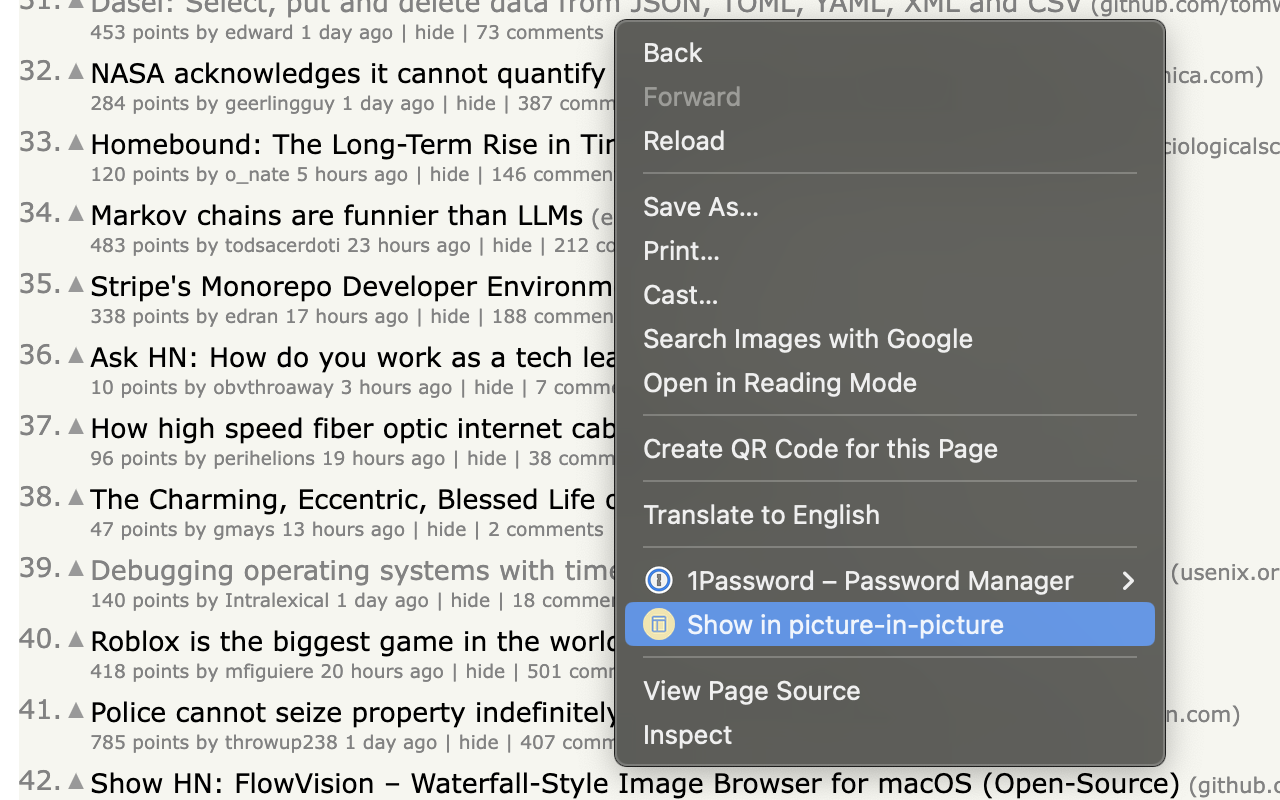 31. Dasel: Select, put and delete data from JSON, TOML, YAML, XML and CSV (github.com/tomw
453 points by edward 1 day ago | hide | 73 comments
32. NASA acknowledges it cannot quantify
nica.com)
284 points by geerlingguy 1 day ago | hide | 387 comm
33. Homebound: The Long-Term Rise in Tim
ciologicalsc
120 points by o_nate 5 hours ago | hide | 146 commen
34. Markov chains are funnier than LLMs (e
483 points by todsacerdoti 23 hours ago | hide | 212 co
35. Stripe's Monorepo Developer Environm
338 points by edran 17 hours ago | hide | 188 commen
36. Ask HN: How do you work as a tech lea
10 points by obvthroaway 3 hours ago | hide | 7 comme
37. How high speed fiber optic internet cab
96 points by perihelions 19 hours ago | hide | 38 comm
38. The Charming, Eccentric, Blessed Life o
47 points by gmays 13 hours ago | hide | 2 comments
39. Debugging operating systems with time
(usenix.or
140 points by Intralexical 1 day ago | hide | 18 commen
40. Roblox is the biggest game in the world
418 points by mfiguiere 20 hours ago | hide | 501 comm
41. Police cannot seize property indefinitely
n.com)
785 points by throwup238 1 day ago | hide | 407 comm
42. Show HN: FlowVision – Waterfall-Style Image Browser for macOS (Open-Source) (github.c
Back
Forward
Reload
Save As...
Print...
Cast...
Search Images with Google
Open in Reading Mode
Create QR Code for this Page
Translate to English
1Password – Password Manager
Show in picture-in-picture
View Page Source
Inspect